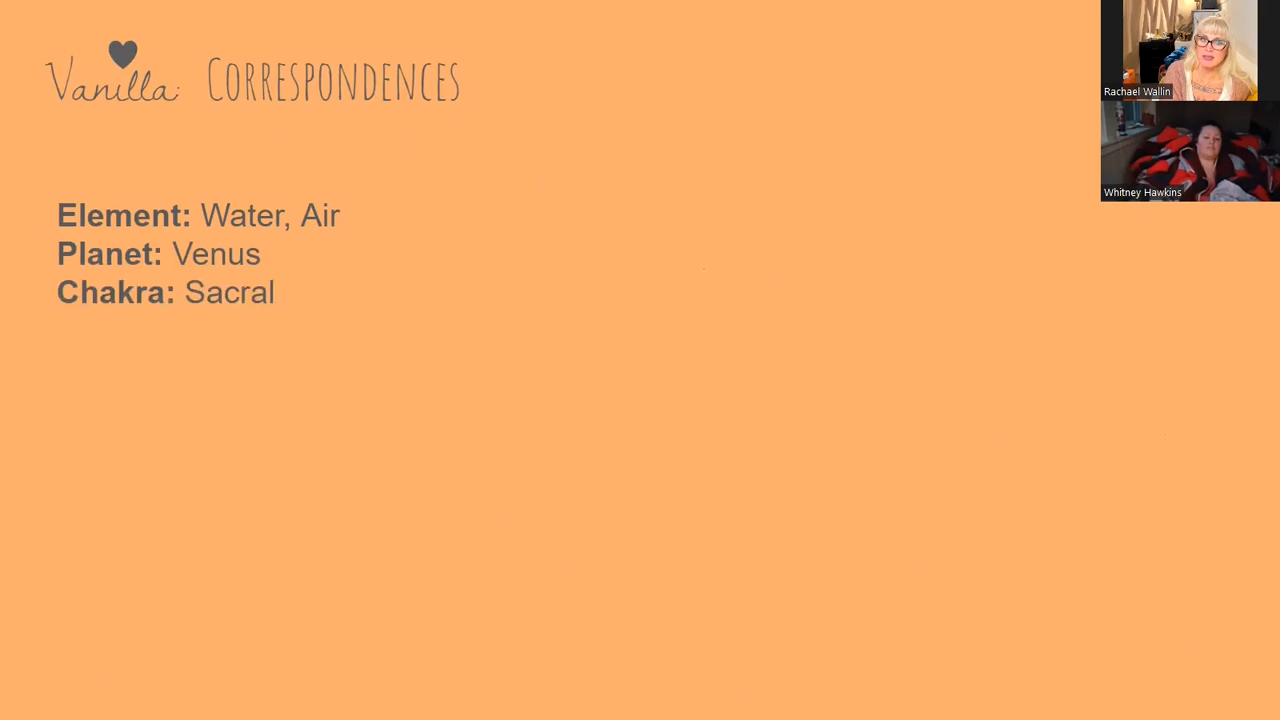 Vanilla: CORRESPONDENCES
Element: Water, Air
Planet: Venus
Chakra: Sacral
Rachael Wallin
Whitney Hawkins